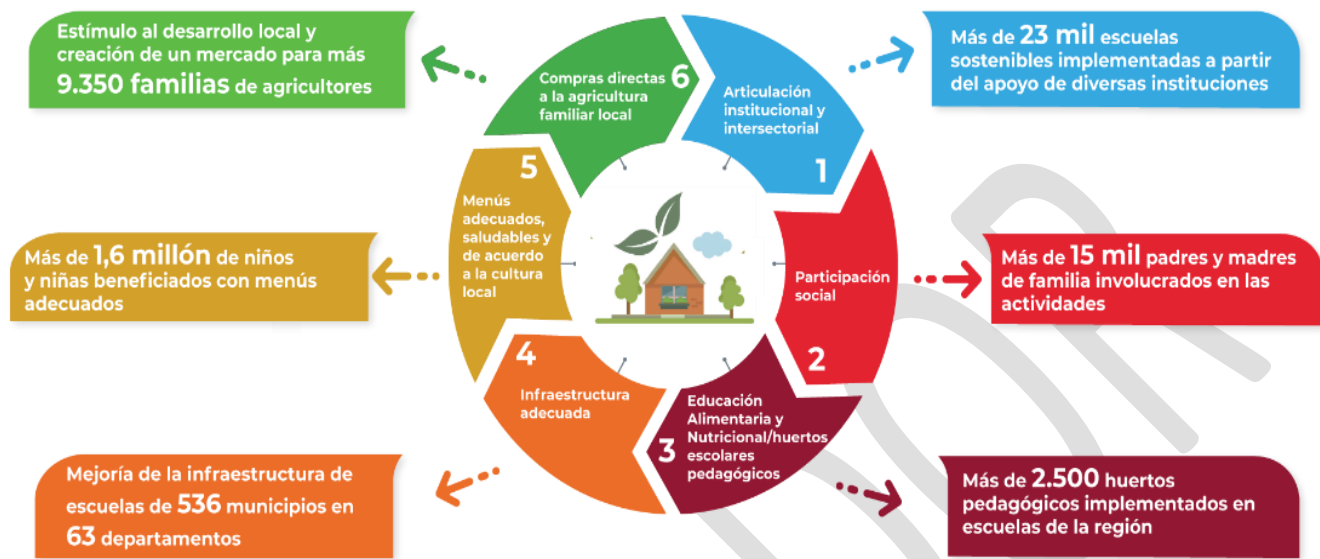 Estímulo al desarrollo local y
creación de un mercado para más
9.350 familias de agricultores
6
Compras directas
a la agricultura
familiar local
Articulación
institucional y
intersectorial
1
Más de 23 mil escuelas
sostenibles implementadas a partir
del apoyo de diversas instituciones
5
Menús
adecuados,
saludables y
de acuerdo
a la cultura
local
Más de 1,6 millón de niños
y niñas beneficiados con menús
adecuados
Participación
social
2
Más de 15 mil padres y madres
de familia involucrados en las
actividades
4
Infraestructura
adecuada
Mejoría de la infraestructura de
escuelas de 536 municipios en
63 departamentos
3
Educación
Alimentaria y
Nutricional/huertos
escolares
pedagógicos
Más de 2.500 huertos
pedagógicos implementados en
escuelas de la región